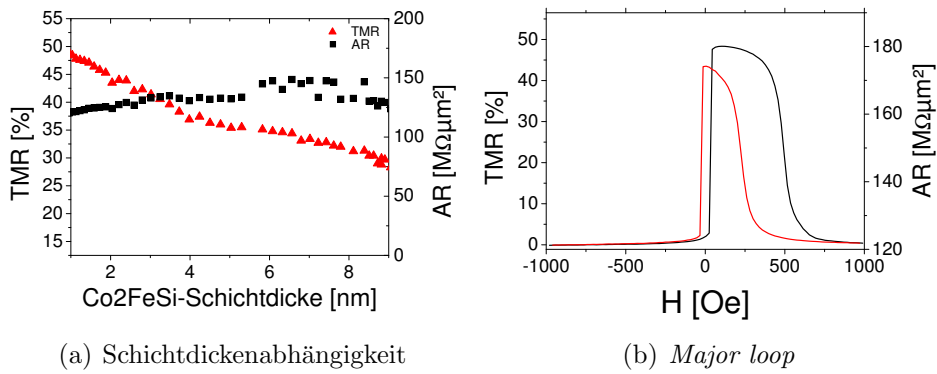 TMR
AR
TMR [%]
55
50
45
40
35
30
25
20
15
200
150
100
50
0
AR [MΩμm²]
2 4 6 8
Co2FeSi-Schichtdicke [nm]
(a) Schichtdickenabhängigkeit
TMR [%]
50
40
30
20
10
0
180
160
140
120
AR [MΩμm²]
-1000 -500 0 500 1000
H [Oe]
(b) Major loop